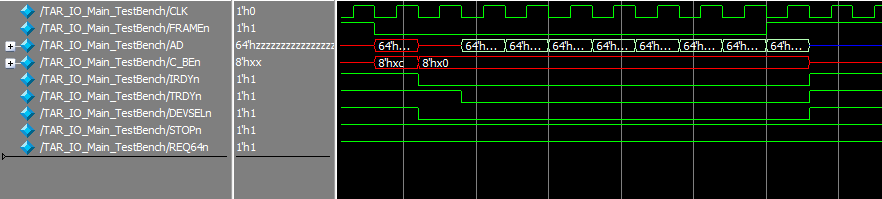 /TAR_IO_Main_TestBench/CLK 1'h0
/TAR_IO_Main_TestBench/FRAMEn 1'h1
/TAR_IO_Main_TestBench/AD 64'hzzzzzzzzzzzzzzzz 64'h... 64'h... 64'h... 64'h... 64'h... 64'h... 64'h... 64'h... 64'h...
/TAR_IO_Main_TestBench/C_BEn 8'hxx 8'hxc 8'hx0
/TAR_IO_Main_TestBench/IRDYn 1'h1
/TAR_IO_Main_TestBench/TRDYn 1'h1
/TAR_IO_Main_TestBench/DEVSELn 1'h1
/TAR_IO_Main_TestBench/STOPn 1'h1
/TAR_IO_Main_TestBench/REQ64n 1'h1